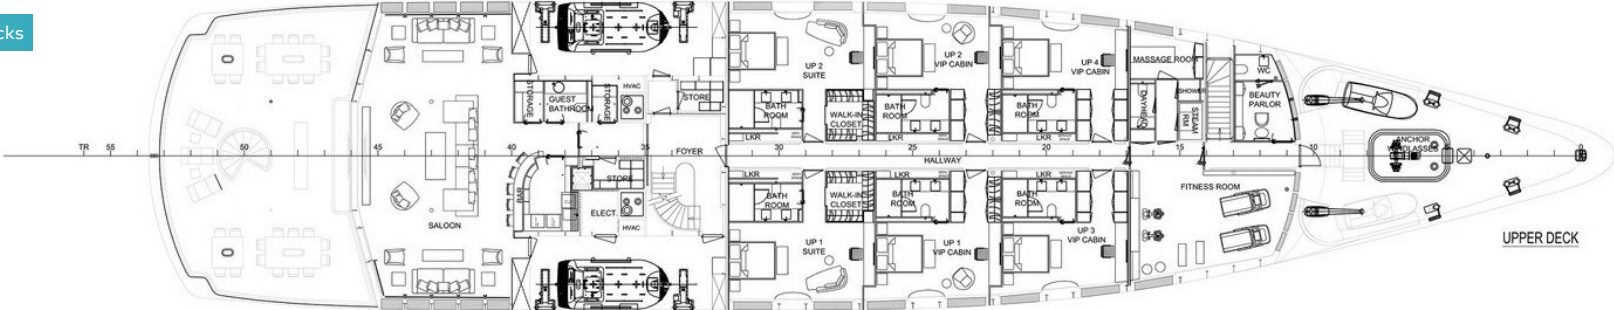 cks
UP 2
SUITE
UP 2
VIP CABIN
UP 4
VIP CABIN
MASSAGE ROOM
WC
BEAUTY
PARLOR
STORAGE
GUEST
BATHROOM
STORAGE
HVAC
STORE
BATH
ROOM
WALK-IN
CLOSET
BATH
ROOM
BATH
ROOM
DAYHEAD
SHOWER
STEAM
RM
LKR
LKR
LKR
ANCHOR
WINDLASSES
TR 55 50 45 40 35 30 25 20 15 10
FOYER
HALLWAY
STORE
LKR
LKR
LKR
BAR
ELECT.
HVAC
BATH
ROOM
WALK-IN
CLOSET
BATH
ROOM
BATH
ROOM
FITNESS ROOM
SALOON
UP 1
SUITE
UP 1
VIP CABIN
UP 3
VIP CABIN
UPPER DECK